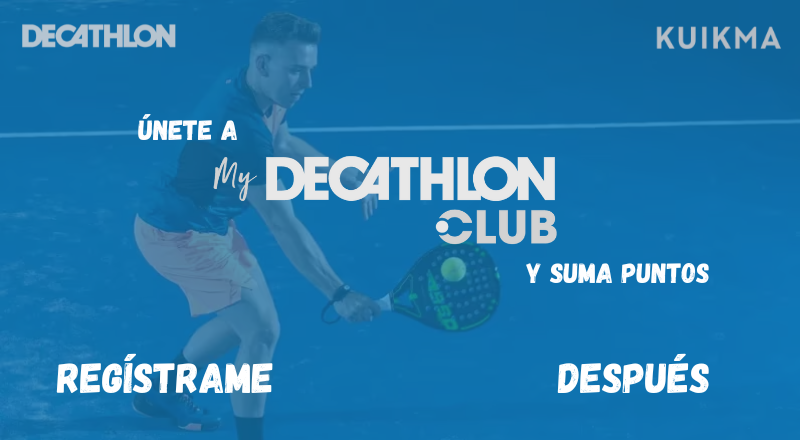 DECATHLON
KUIKMA
ÚNETE A
My DECATHLON
CLUB
Y SUMA PUNTOS
REGÍSTRAME
DESPUÉS